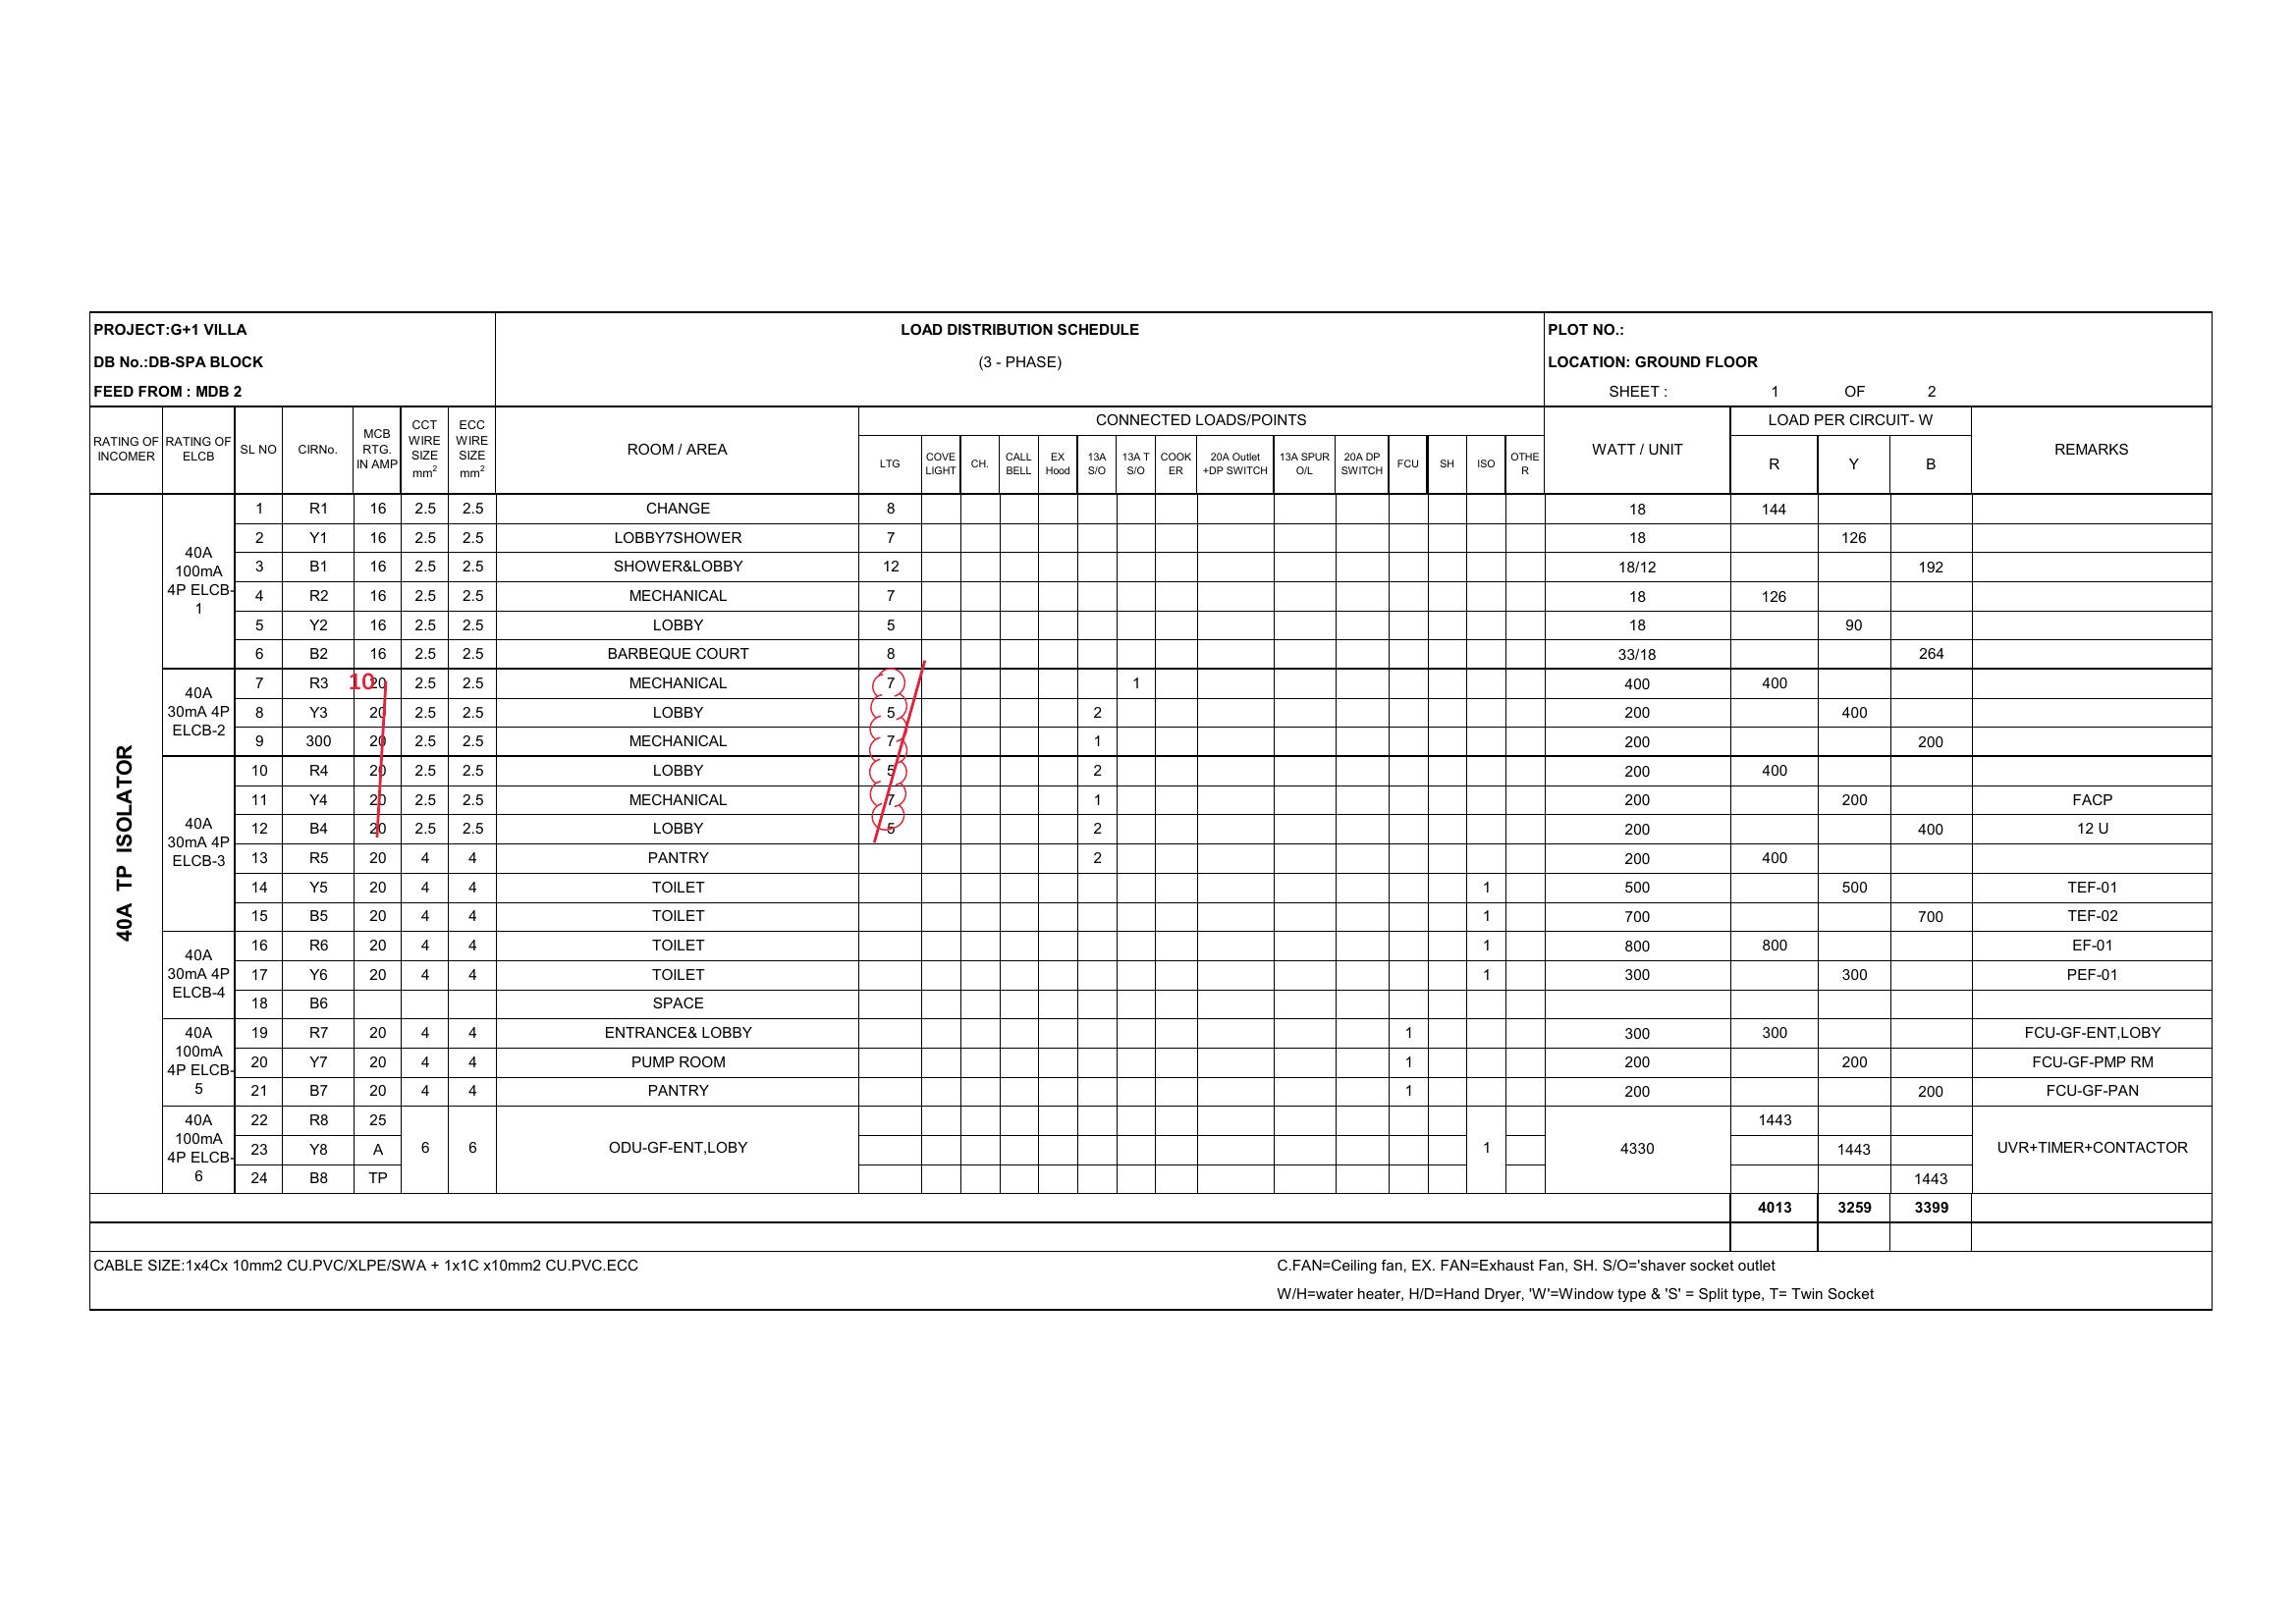 PROJECT:G+1 VILLA
LOAD DISTRIBUTION SCHEDULE
PLOT NO.:
DB No.:DB-SPA BLOCK
(3 - PHASE)
LOCATION: GROUND FLOOR
FEED FROM : MDB 2
SHEET : 1 OF 2
RATING OF INCOMER
RATING OF ELCB
SL NO
CIRNo.
MCB RTG. IN AMP
CCT WIRE SIZE mm²
ECC WIRE SIZE mm²
ROOM / AREA
CONNECTED LOADS/POINTS
LTG
COVE LIGHT
CH.
CALL BELL
EX Hood
13A S/O
13A T S/O
COOK ER
20A Outlet +DP SWITCH
13A SPUR O/L
20A DP SWITCH
FCU
SH
ISO
OTHE R
WATT / UNIT
LOAD PER CIRCUIT- W
R Y B
REMARKS
40A TP ISOLATOR
40A 100mA 4P ELCB-1
1 R1 16 2.5 2.5 CHANGE 8 18 144
2 Y1 16 2.5 2.5 LOBBY7SHOWER 7 18 126
3 B1 16 2.5 2.5 SHOWER&LOBBY 12 18/12 192
4 R2 16 2.5 2.5 MECHANICAL 7 18 126
5 Y2 16 2.5 2.5 LOBBY 5 18 90
6 B2 16 2.5 2.5 BARBEQUE COURT 8 33/18 264
40A 30mA 4P ELCB-2
7 R3 10 20 2.5 2.5 MECHANICAL 7 1 400 400
8 Y3 20 2.5 2.5 LOBBY 5 2 200 400
9 300 20 2.5 2.5 MECHANICAL 7 1 200 200
40A 30mA 4P ELCB-3
10 R4 20 2.5 2.5 LOBBY 5 2 200 400
11 Y4 20 2.5 2.5 MECHANICAL 7 1 200 200 FACP
12 B4 20 2.5 2.5 LOBBY 5 2 200 400 12 U
13 R5 20 4 4 PANTRY 2 200 400
14 Y5 20 4 4 TOILET 1 500 500 TEF-01
15 B5 20 4 4 TOILET 1 700 700 TEF-02
40A 30mA 4P ELCB-4
16 R6 20 4 4 TOILET 1 800 800 EF-01
17 Y6 20 4 4 TOILET 1 300 300 PEF-01
18 B6 SPACE
40A 100mA 4P ELCB-5
19 R7 20 4 4 ENTRANCE& LOBBY 1 300 300 FCU-GF-ENT,LOBY
20 Y7 20 4 4 PUMP ROOM 1 200 200 FCU-GF-PMP RM
21 B7 20 4 4 PANTRY 1 200 200 FCU-GF-PAN
40A 100mA 4P ELCB-6
22 R8 25 1443
23 Y8 A 6 6 ODU-GF-ENT,LOBY 1 4330 1443 UVR+TIMER+CONTACTOR
24 B8 TP 1443
4013 3259 3399
CABLE SIZE:1x4Cx 10mm2 CU.PVC/XLPE/SWA + 1x1C x10mm2 CU.PVC.ECC
C.FAN=Ceiling fan, EX. FAN=Exhaust Fan, SH. S/O='shaver socket outlet
W/H=water heater, H/D=Hand Dryer, 'W'=Window type & 'S' = Split type, T= Twin Socket